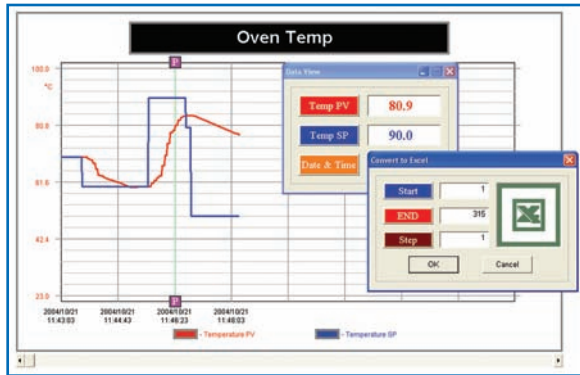 Oven Temp
P
100.0
°C
80.8
61.6
42.4
23.0
P
2004/10/21 2004/10/21 2004/10/21 2004/10/21
11:43:03 11:44:43 11:46:23 11:48:03
- Temperature PV - Temperature SP
Data View
Temp PV 80.9
Temp SP 90.0
Date & Time
Convert to Excel
Start 1
END 315
Step 1
OK Cancel